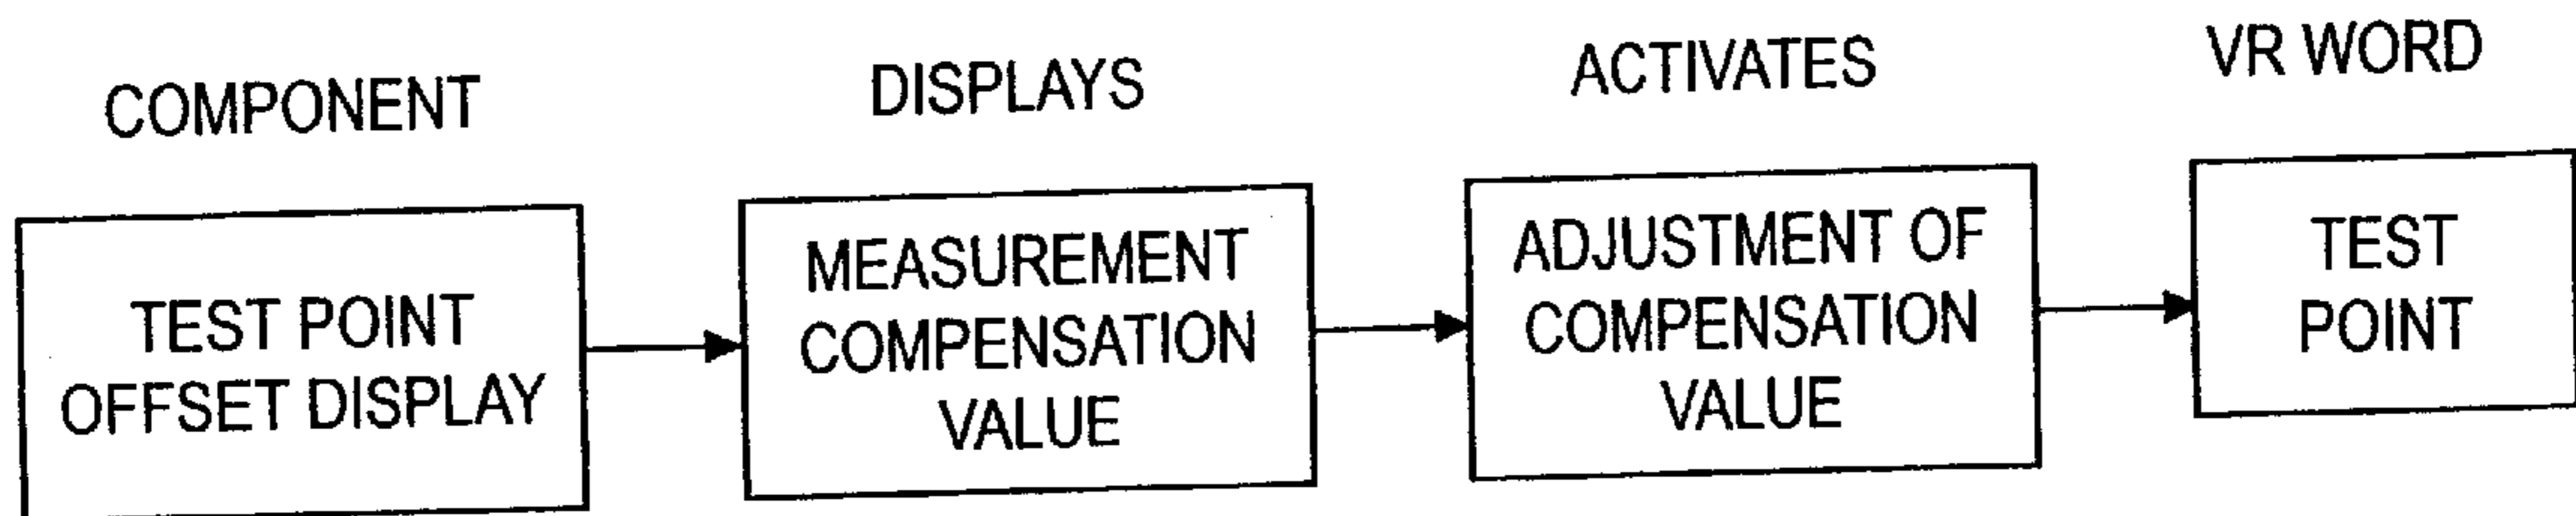 COMPONENT
DISPLAYS
ACTIVATES
VR WORD
TEST POINT
OFFSET DISPLAY
MEASUREMENT
COMPENSATION
VALUE
ADJUSTMENT OF
COMPENSATION
VALUE
TEST
POINT